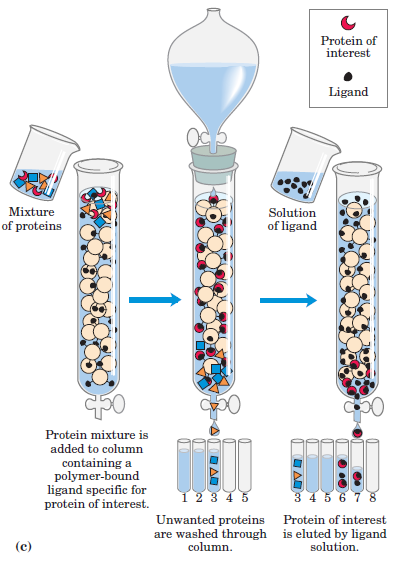 Protein of
interest
Ligand
Mixture
of proteins
Solution
of ligand
Protein mixture is
added to column
containing a
polymer-bound
ligand specific for
protein of interest.
1 2 3 4 5
Unwanted proteins
are washed through
column.
3 4 5 6 7 8
Protein of interest
is eluted by ligand
solution.
(c)